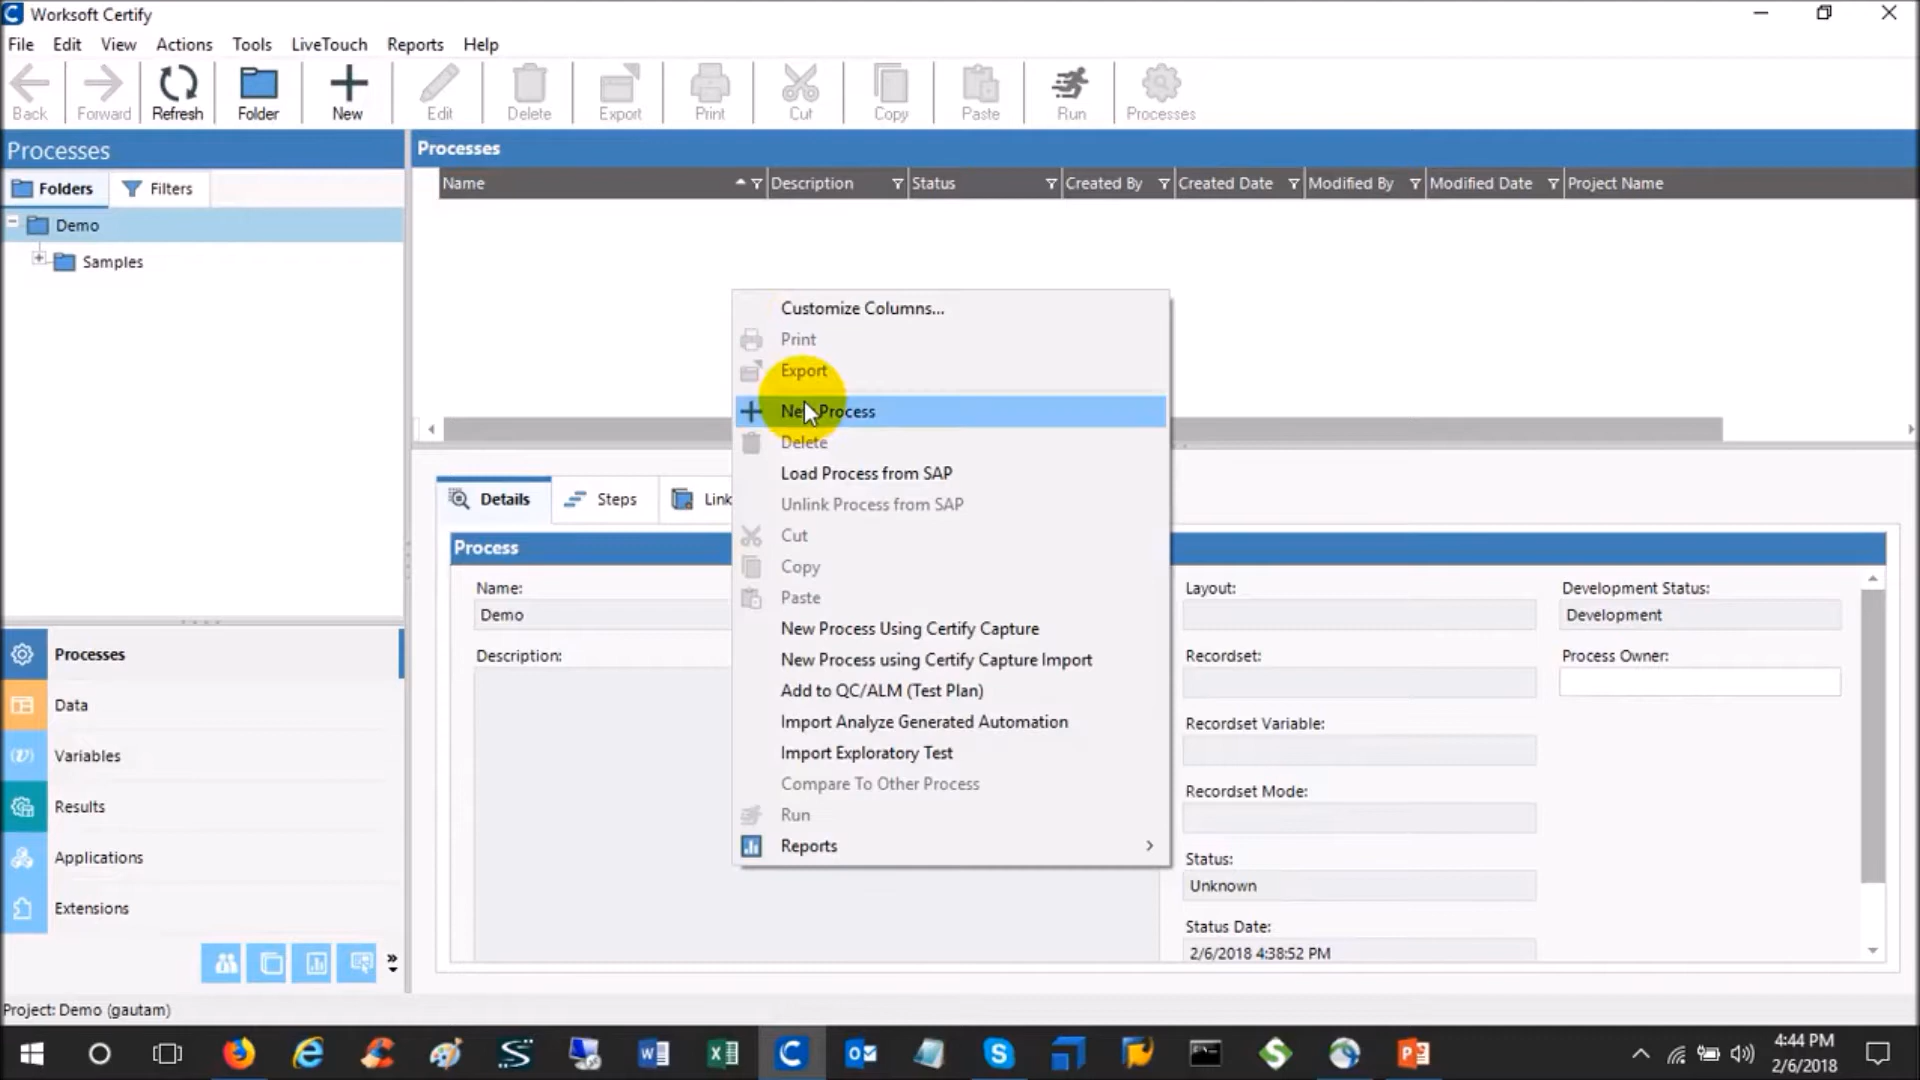 Worksoft Certify
File Edit View Actions Tools LiveTouch Reports Help
Back Forward Refresh Folder New Edit Delete Export Print Cut Copy Paste Run Processes
Processes
Folders Filters
Demo
Samples
Processes
Name Description Status Created By Created Date Modified By Modified Date Project Name
Customize Columns...
Print
Export
New Process
Delete
Load Process from SAP
Unlink Process from SAP
Cut
Copy
Paste
New Process Using Certify Capture
New Process using Certify Capture Import
Add to QC/ALM (Test Plan)
Import Analyze Generated Automation
Import Exploratory Test
Compare To Other Process
Run
Reports
Details Steps Link
Process
Name:
Demo
Description:
Layout:
Recordset:
Recordset Variable:
Recordset Mode:
Status:
Unknown
Status Date:
2/6/2018 4:38:52 PM
Development Status:
Development
Process Owner:
Processes
Data
Variables
Results
Applications
Extensions
Project: Demo (gautam)
4:44 PM
2/6/2018